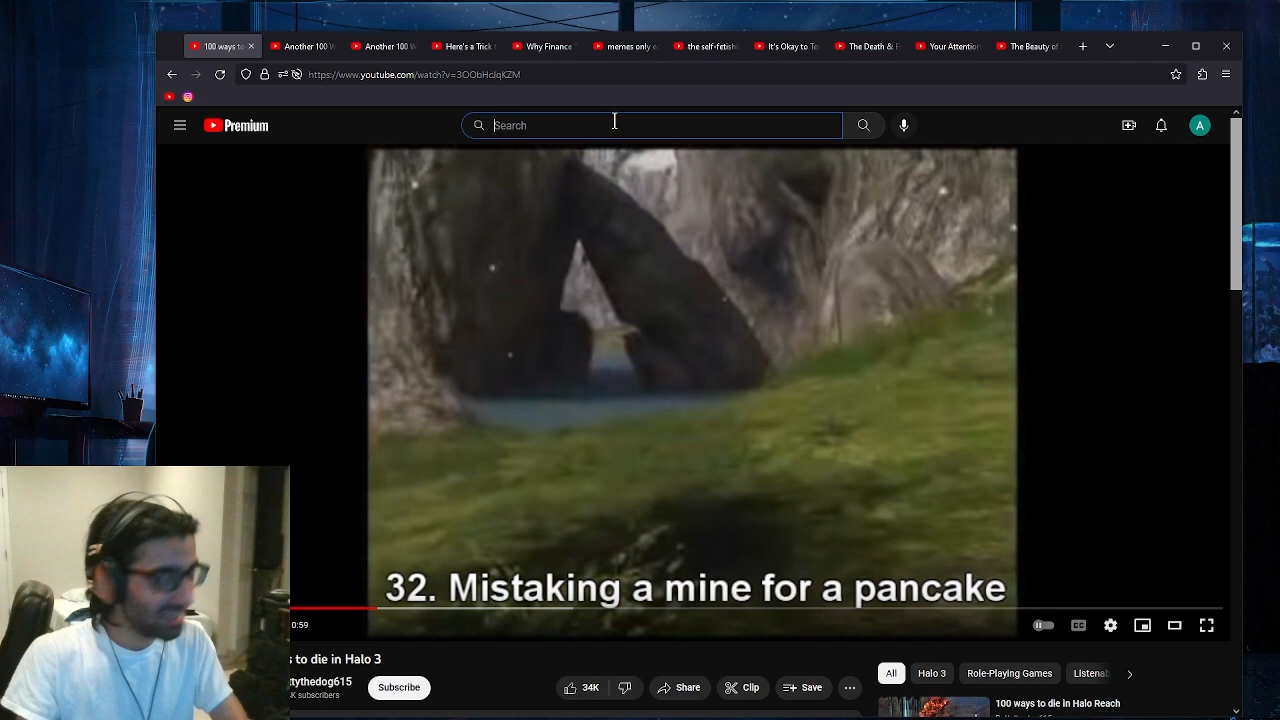 100 ways to
Another 100 W
Another 100 W
Here's a Trick t
Why Finance
memes only o
the self-fetish
It's Okay to Te
The Death & F
Your Attention
The Beauty of
https://www.youtube.com/watch?v=3OObHcJqKZM
Premium
Search
A
32. Mistaking a mine for a pancake
0:59
s to die in Halo 3
ttythedog615
K subscribers
Subscribe
34K
Share
Clip
Save
All
Halo 3
Role-Playing Games
Listenab
100 ways to die in Halo Reach